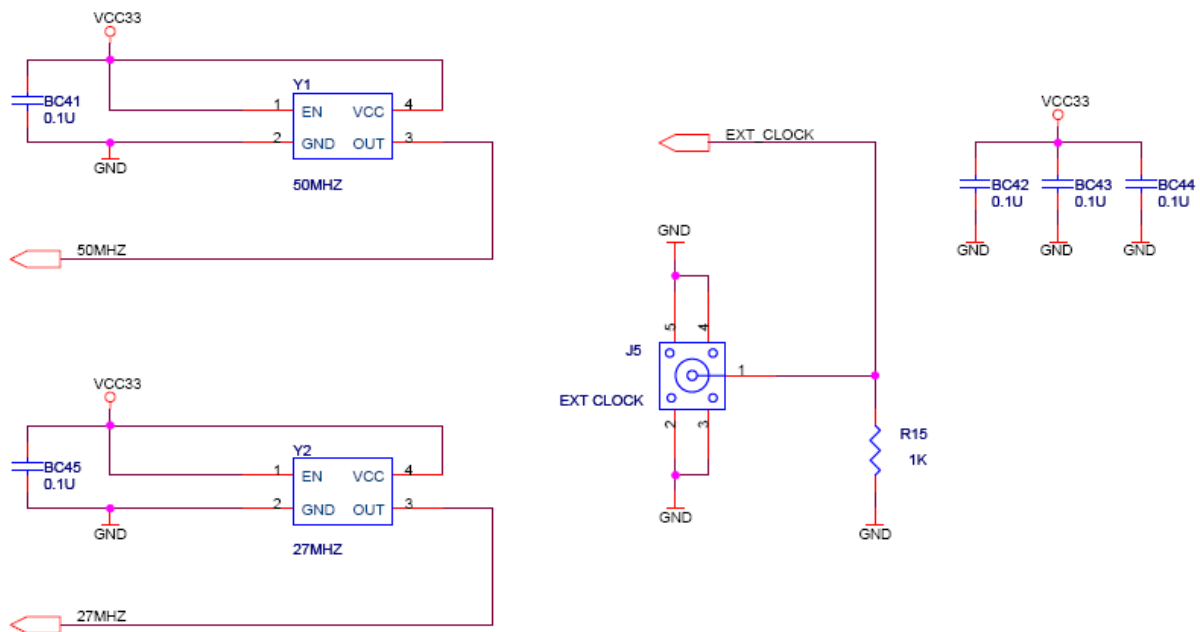 VCC33
BC41
0.1U
GND
Y1
1 EN VCC 4
2 GND OUT 3
50MHZ
50MHZ
VCC33
BC45
0.1U
GND
Y2
1 EN VCC 4
2 GND OUT 3
27MHZ
27MHZ
EXT_CLOCK
GND
5 4
J5
1
EXT CLOCK
2 3
GND
R15
1K
GND
VCC33
BC42
0.1U
BC43
0.1U
BC44
0.1U
GND
GND
GND